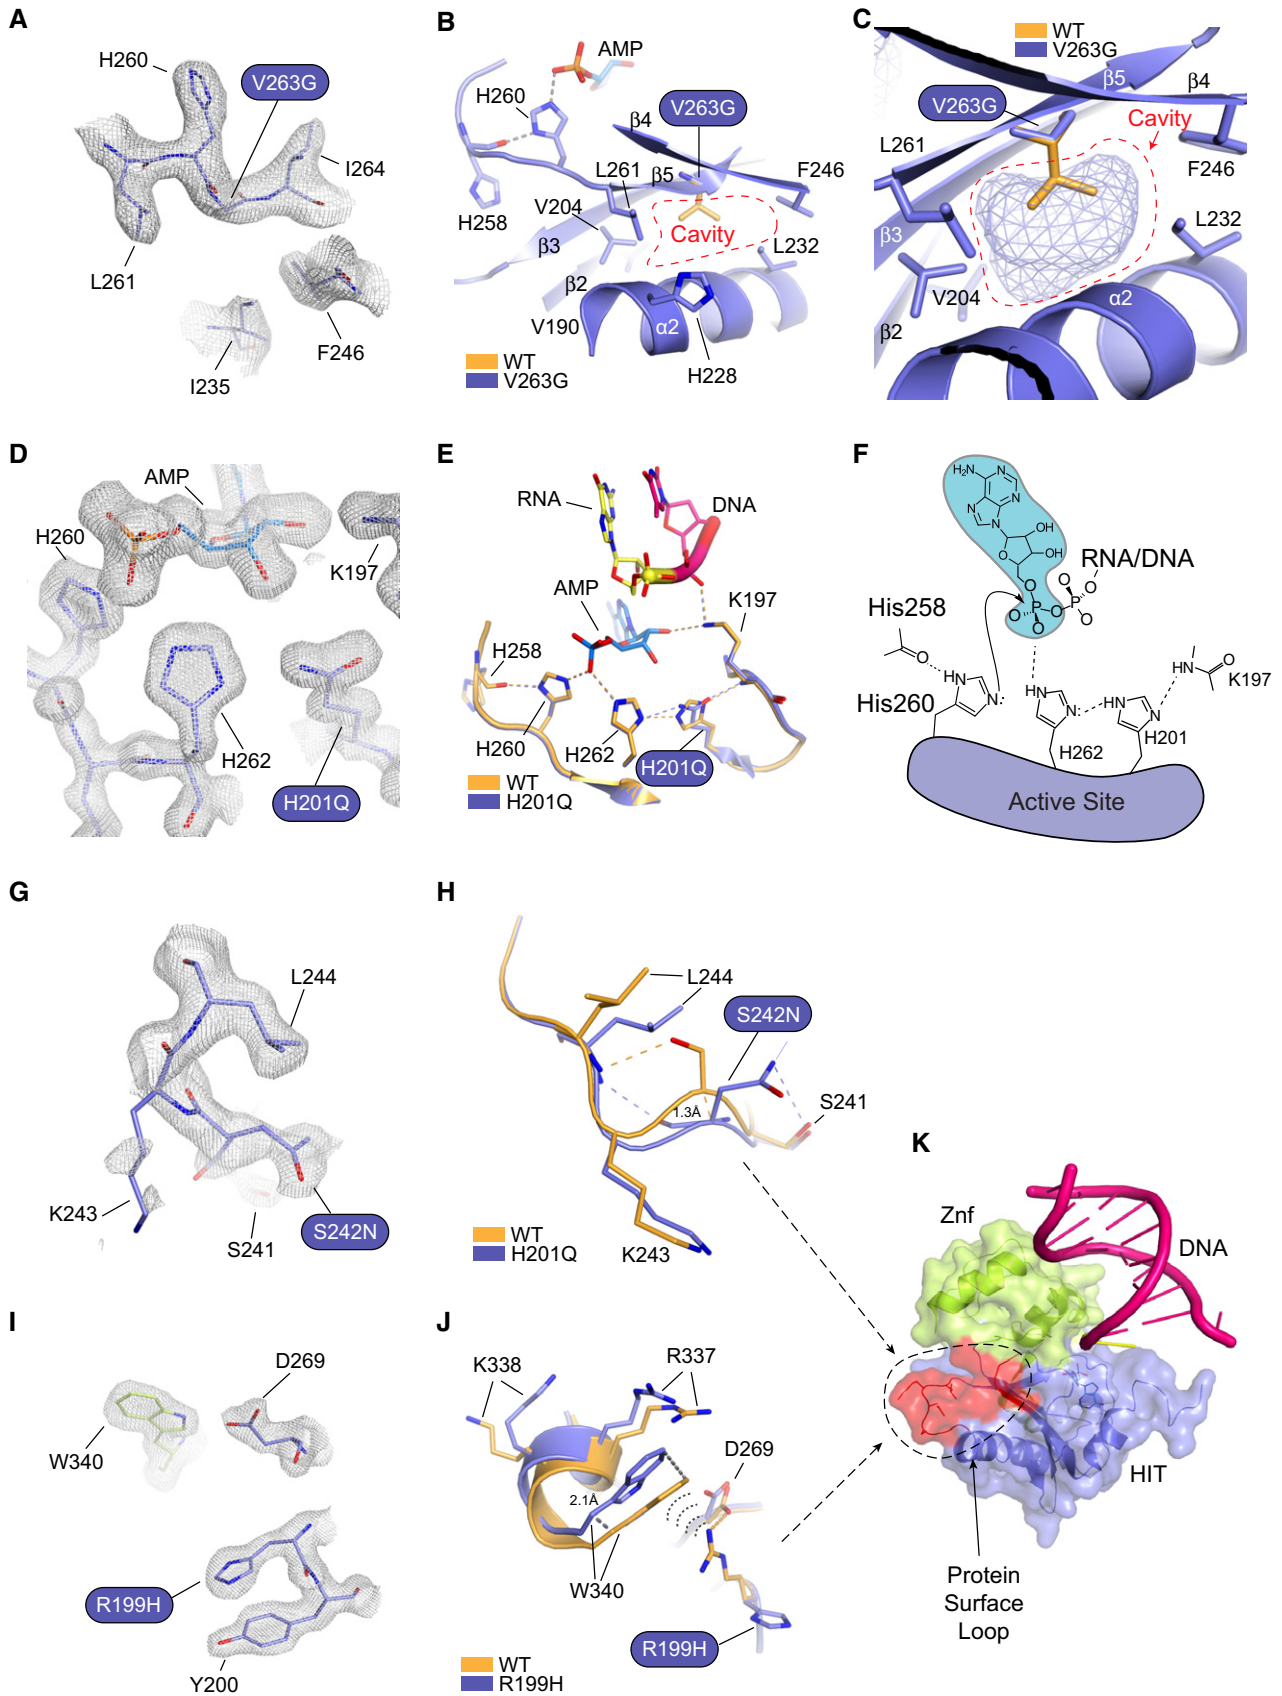 A
H260
V263G
I264
L261
F246
I235
B
AMP
H260
β4
V263G
L261
β5
F246
H258
V204
Cavity
L232
β3
β2
V190
α2
H228
WT
V263G
C
WT
V263G
β5
β4
V263G
Cavity
L261
F246
L232
β3
V204
α2
β2
D
AMP
H260
K197
H262
H201Q
E
RNA
DNA
AMP
K197
H258
H260
H262
H201Q
WT
H201Q
F
H₂N
N
N
N
N
OH
OH
O
RNA/DNA
O
O
P
O
P
O
O
O
His258
O
HN
N:
His260
HN
N:
HN
N
HN
O
K197
H262
H201
Active Site
G
L244
K243
S241
S242N
H
L244
S242N
1.3Å
S241
K243
WT
H201Q
I
D269
W340
R199H
Y200
J
K338
R337
D269
2.1Å
W340
R199H
WT
R199H
K
Znf
DNA
HIT
Protein
Surface
Loop